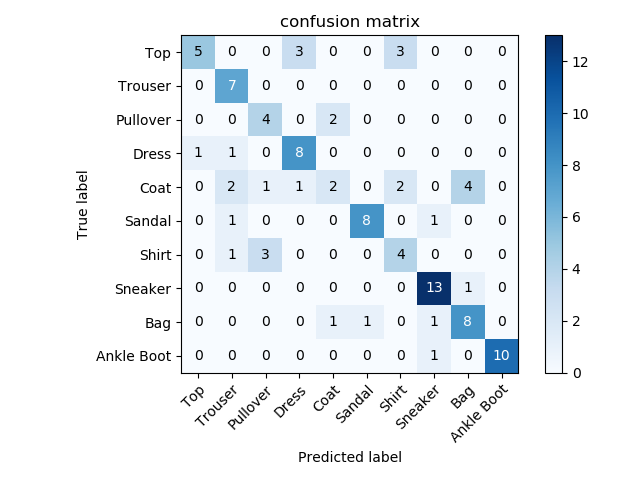 confusion matrix
Top 5 0 0 3 0 0 3 0 0 0
Trouser 0 7 0 0 0 0 0 0 0 0
Pullover 0 0 4 0 2 0 0 0 0 0
Dress 1 1 0 8 0 0 0 0 0 0
Coat 0 2 1 1 2 0 2 0 4 0
Sandal 0 1 0 0 0 8 0 1 0 0
Shirt 0 1 3 0 0 0 4 0 0 0
Sneaker 0 0 0 0 0 0 0 13 1 0
Bag 0 0 0 0 1 1 0 1 8 0
Ankle Boot 0 0 0 0 0 0 0 1 0 10
True label
Top Trouser Pullover Dress Coat Sandal Shirt Sneaker Bag Ankle Boot
Predicted label
12
10
8
6
4
2
0